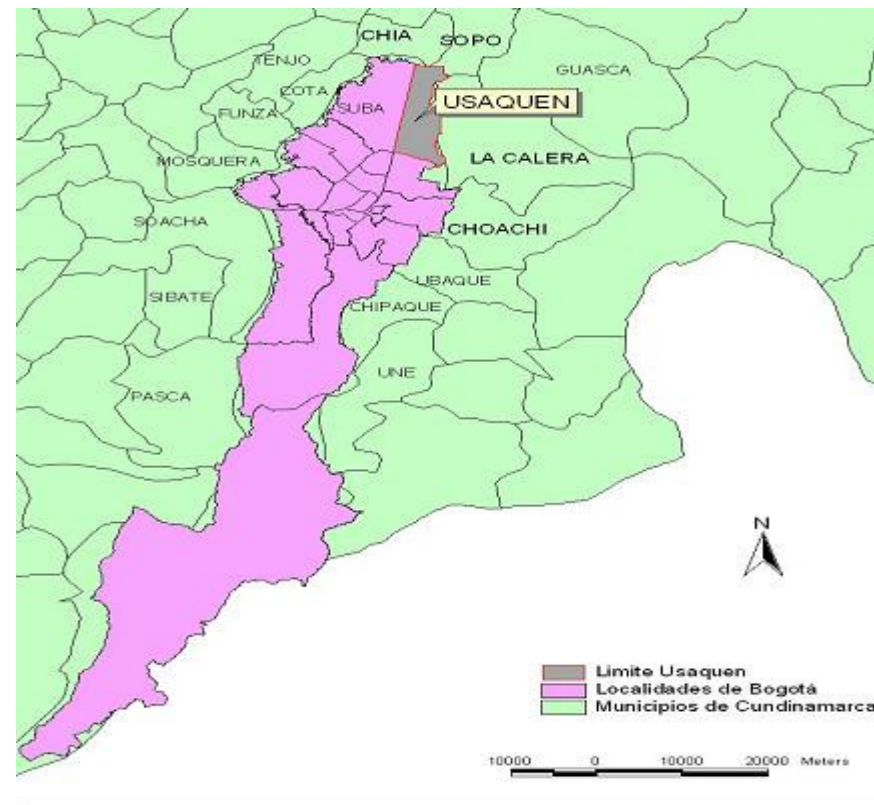 CHIA
SOPO
TENJO
GUASCA
COTA
SUBA
USAQUEN
FUNZA
MOSQUERA
LA CALERA
SOACHA
CHOACHI
UBAQUE
SIBATE
CHIPAQUE
UNE
PASCA
N
Limite Usaquen
Localidades de Bogotá
Municipios de Cundinamarca
10000 0 10000 20000 Meters